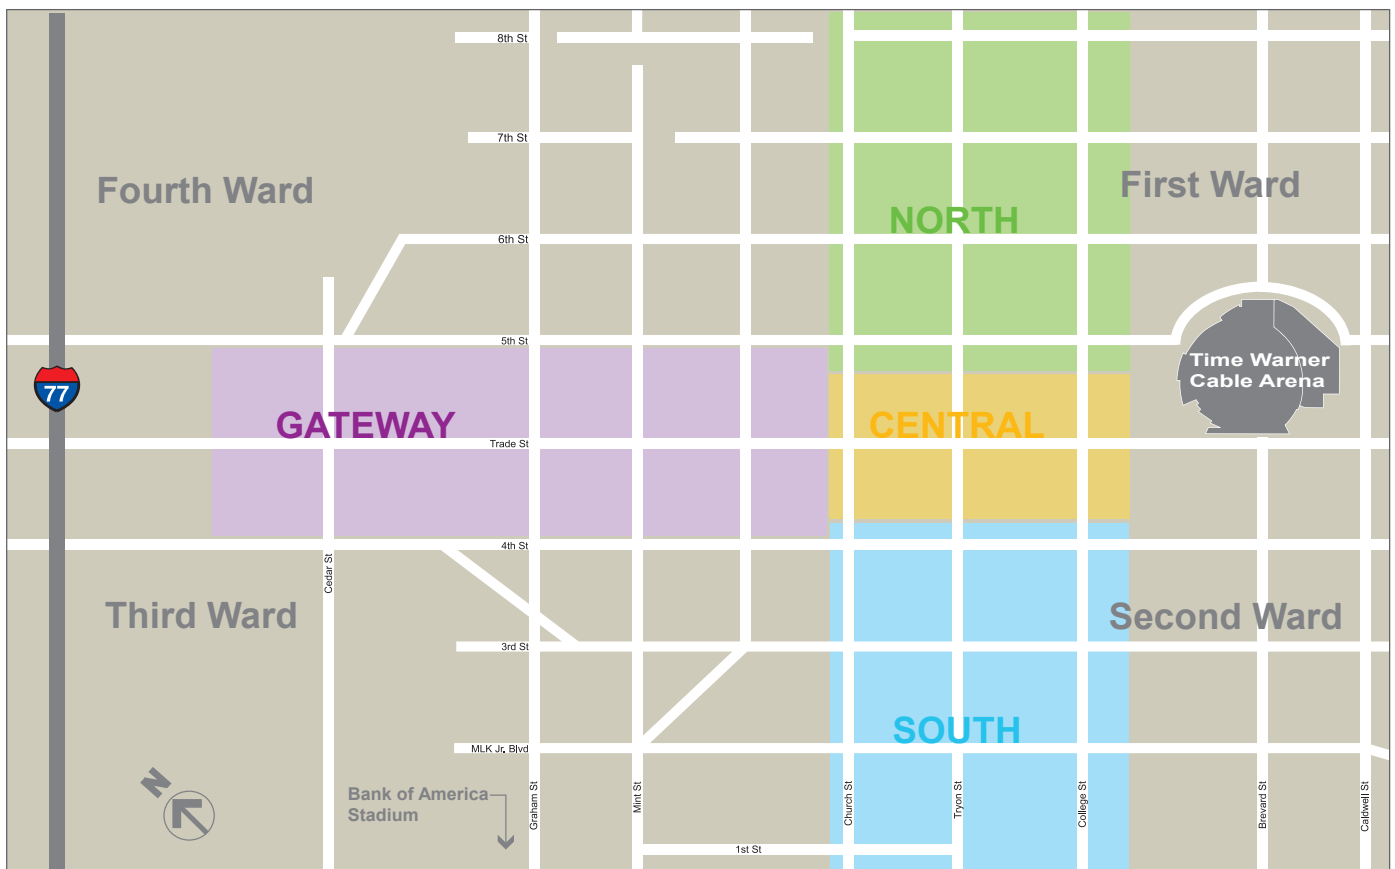 8th St
7th St
Fourth Ward
First Ward
NORTH
6th St
5th St
Time Warner
Cable Arena
77
GATEWAY
CENTRAL
Trade St
4th St
Cedar St
Third Ward
Second Ward
3rd St
SOUTH
MLK Jr. Blvd
N
Bank of America
Stadium
Graham St
Mint St
Church St
Tryon St
College St
Brevard St
Caldwell St
1st St